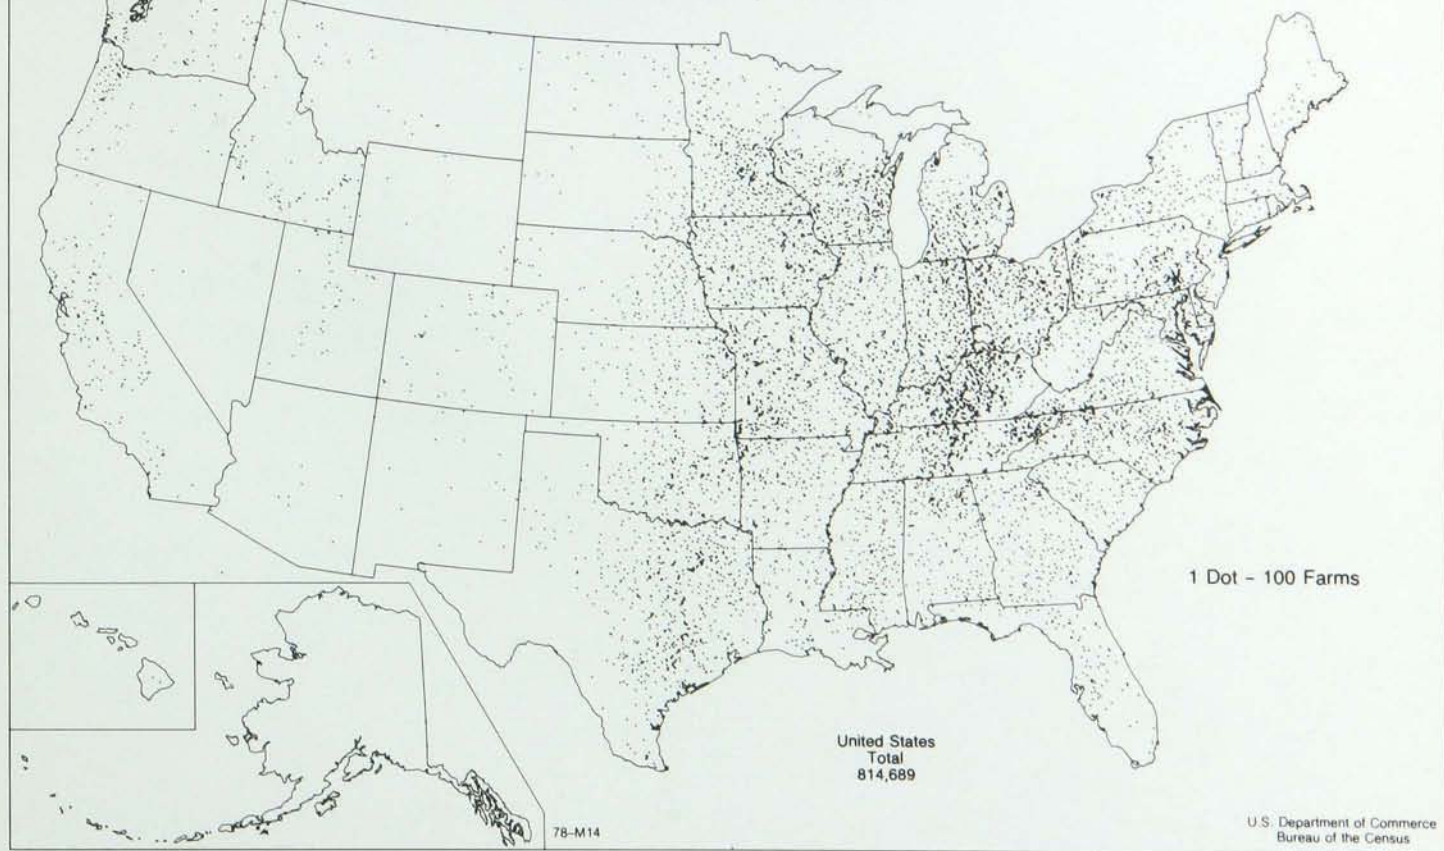 1 Dot – 100 Farms
United States
Total
814,689
78–M14
U.S. Department of Commerce
Bureau of the Census